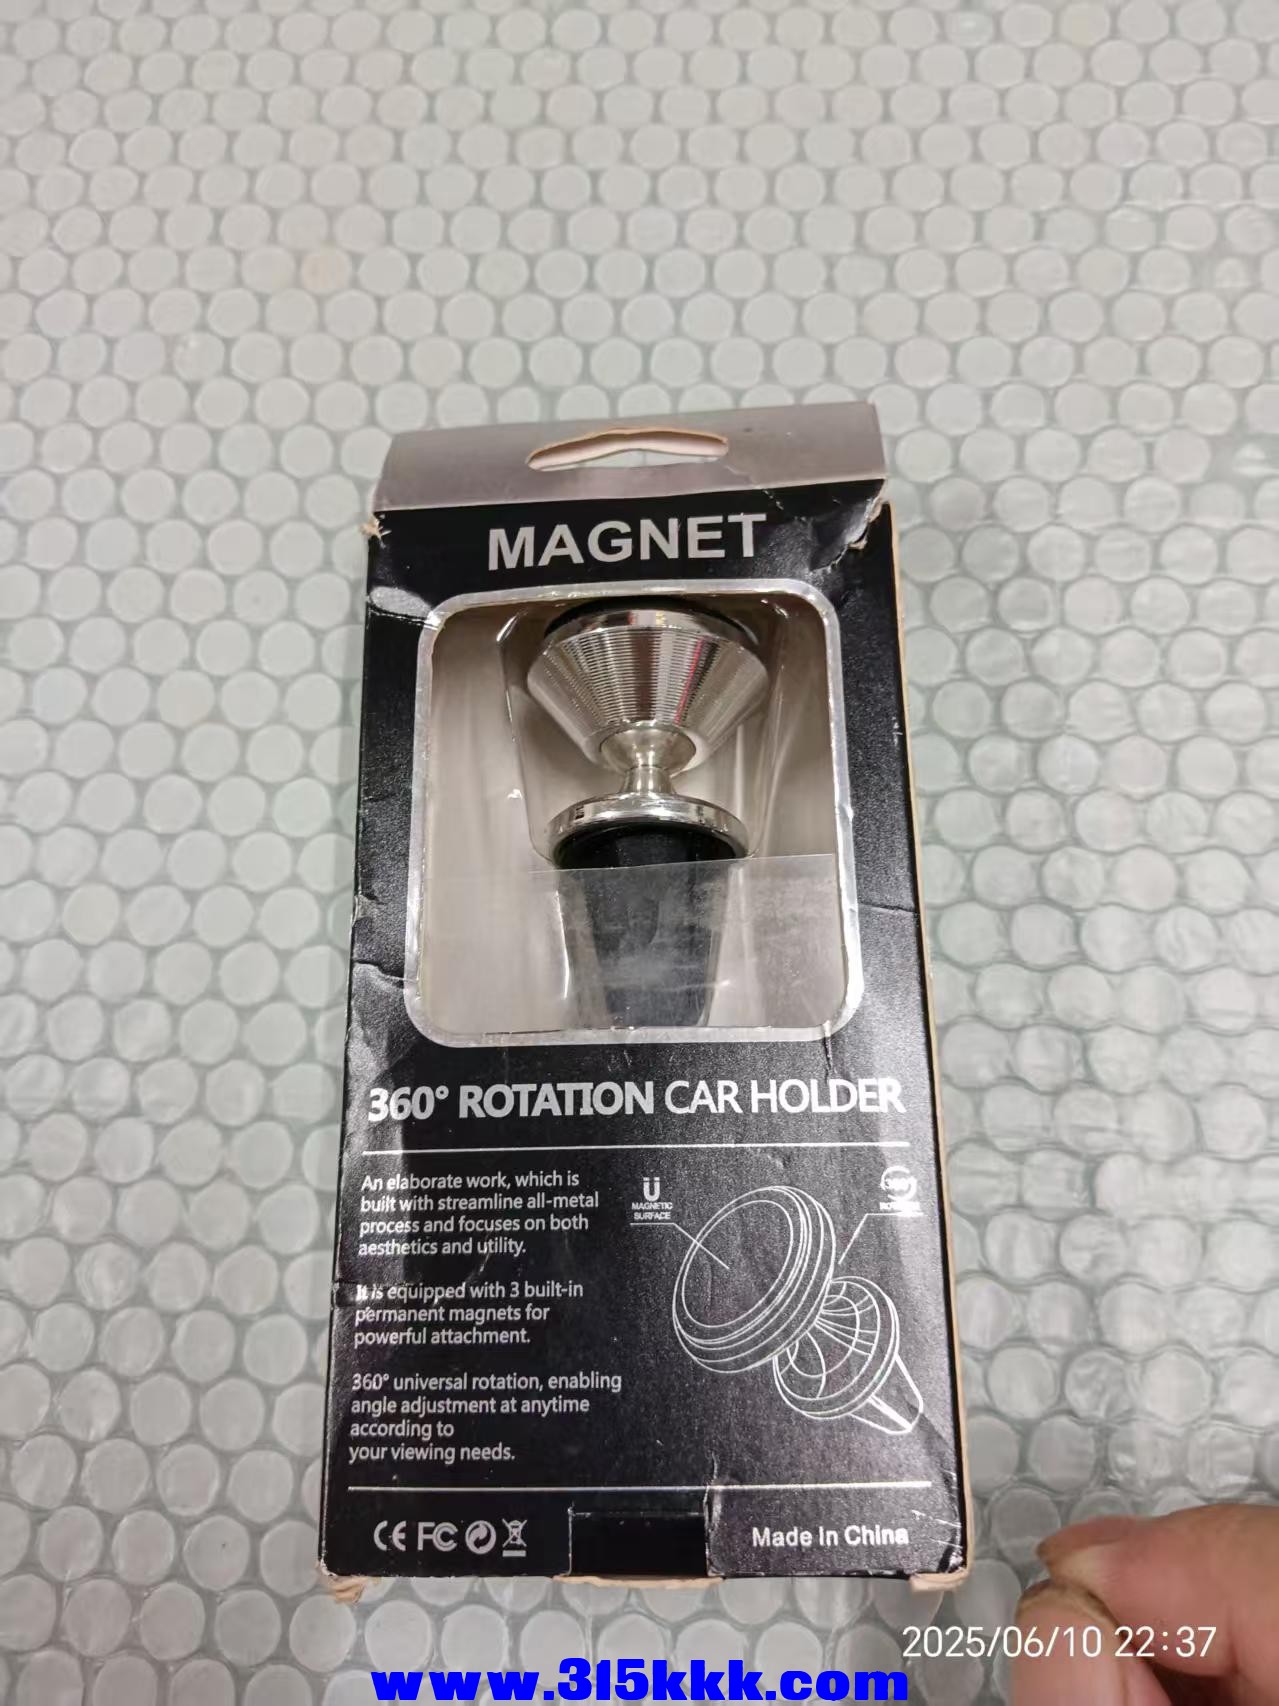 MAGNET
360° ROTATION CAR HOLDER
An elaborate work, which is
built with streamline all-metal
process and focuses on both
aesthetics and utility.
It is equipped with 3 built-in
permanent magnets for
powerful attachment.
360° universal rotation, enabling
angle adjustment at anytime
according to
your viewing needs.
MAGNETIC
SURFACE
360°
CE FC
Made In China
2025/06/10 22:37
www.315kkk.com